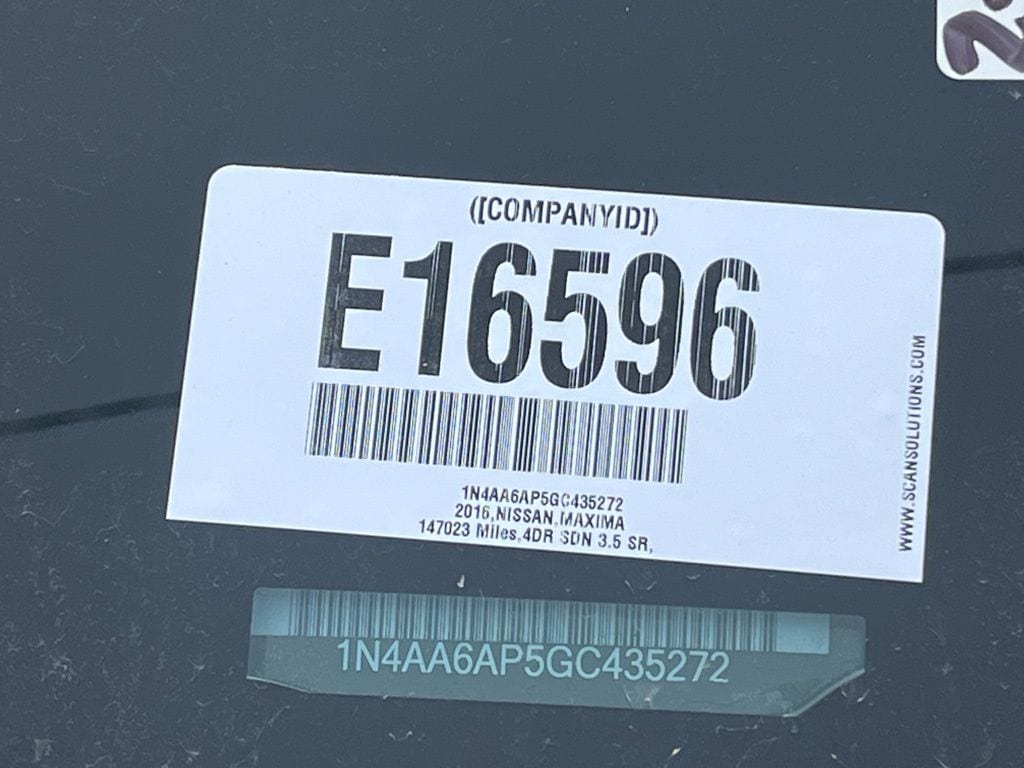 ([COMPANYID])
E16596
1N4AA6AP5GC435272
2016,NISSAN,MAXIMA
147023 Miles,4DR SDN 3.5 SR,
WWW.SCANSOLUTIONS.COM
1N4AA6AP5GC435272